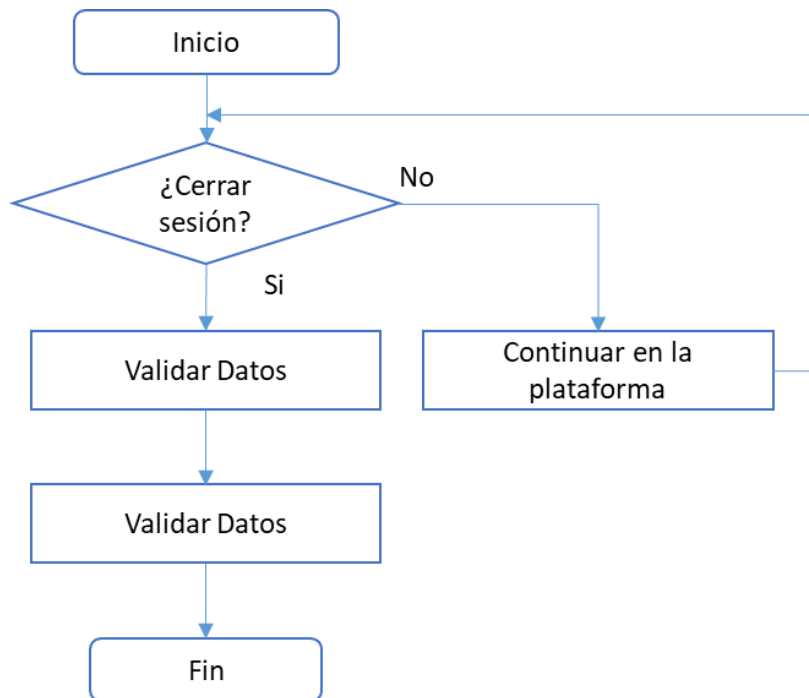 Inicio
¿Cerrar
sesión?
No
Si
Validar Datos
Continuar en la
plataforma
Validar Datos
Fin